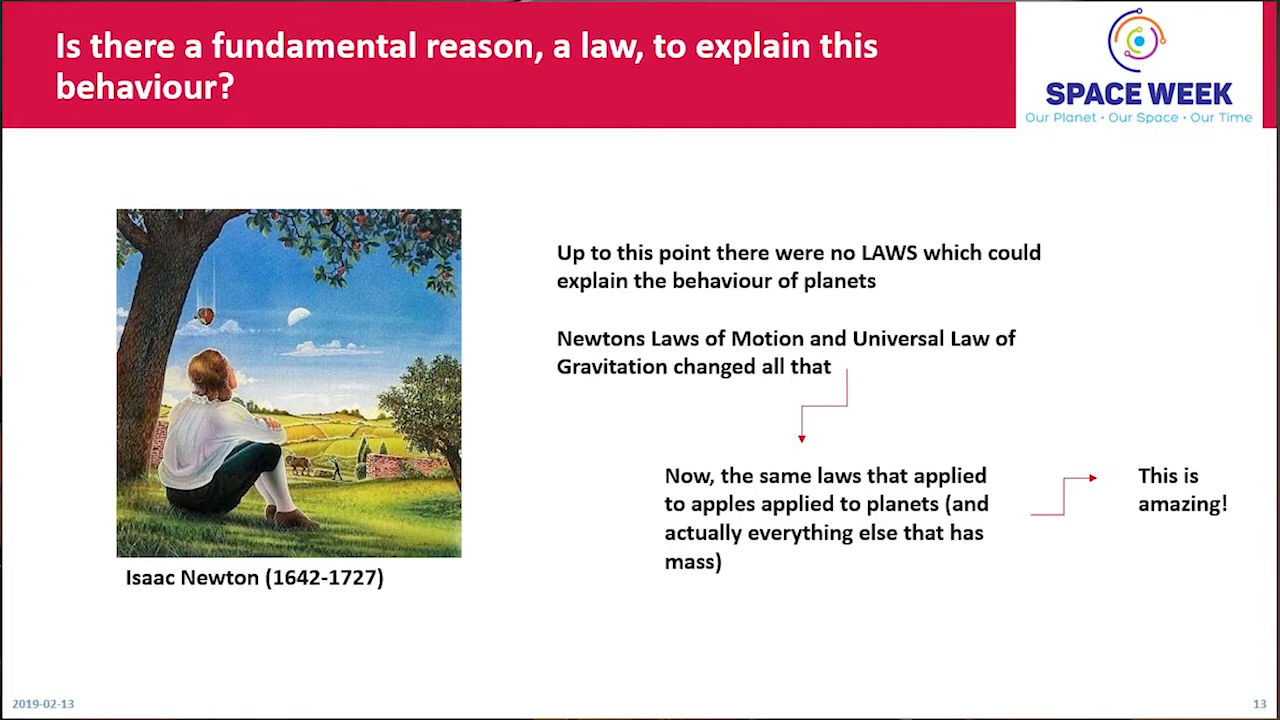 Is there a fundamental reason, a law, to explain this
behaviour?
SPACE WEEK
Our Planet • Our Space • Our Time
Up to this point there were no LAWS which could
explain the behaviour of planets
Newtons Laws of Motion and Universal Law of
Gravitation changed all that
Now, the same laws that applied
to apples applied to planets (and
actually everything else that has
mass)
This is
amazing!
Isaac Newton (1642-1727)
2019-02-13
13